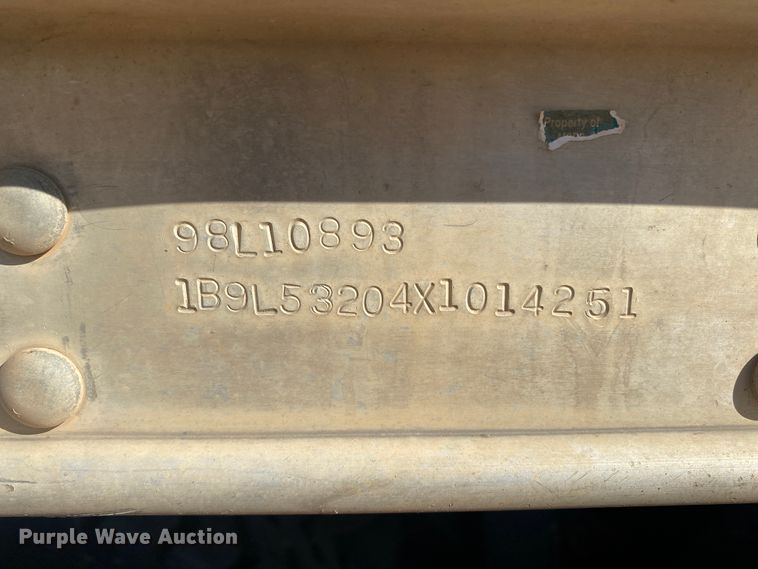 Property of
98L10893
1B9L53204X1014251
Purple Wave Auction